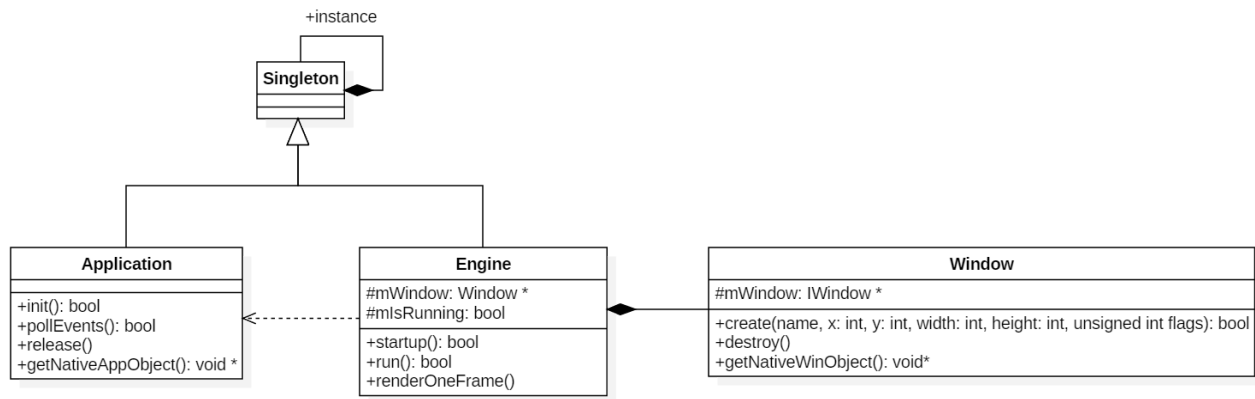 +instance
Singleton
Application
+init(): bool
+pollEvents(): bool
+release()
+getNativeAppObject(): void *
Engine
#mWindow: Window *
#mIsRunning: bool
+startup(): bool
+run(): bool
+renderOneFrame()
Window
#mWindow: IWindow *
+create(name, x: int, y: int, width: int, height: int, unsigned int flags): bool
+destroy()
+getNativeWinObject(): void*